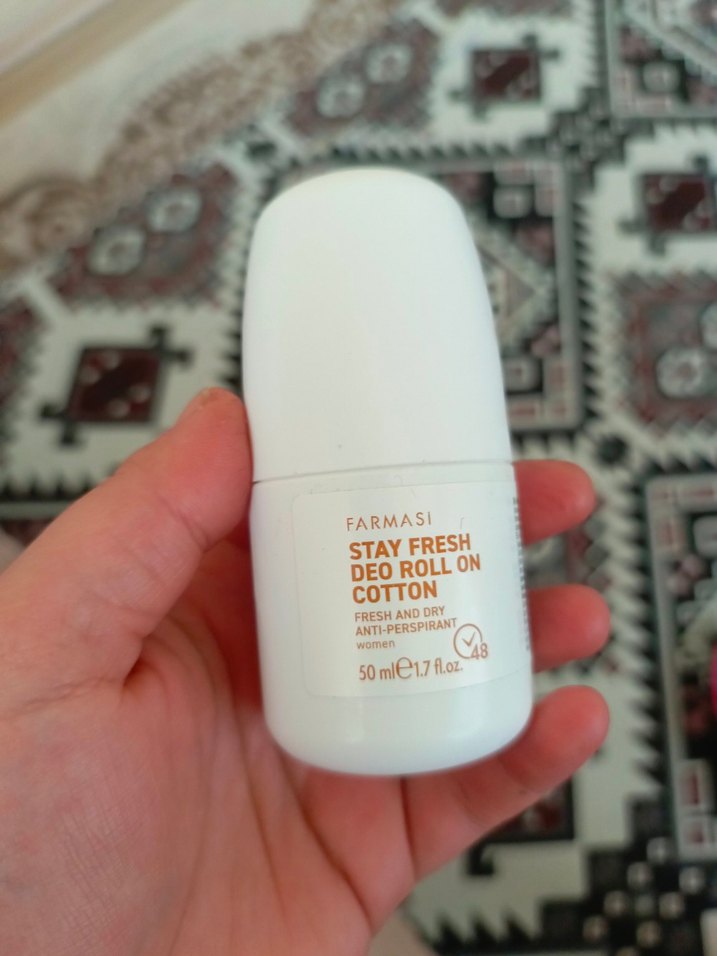 FARMASi
STAY FRESH
DEO ROLL ON
COTTON
FRESH AND DRY
ANTI-PERSPIRANT
women
48
50 ml ℮ 1.7 fl.oz.